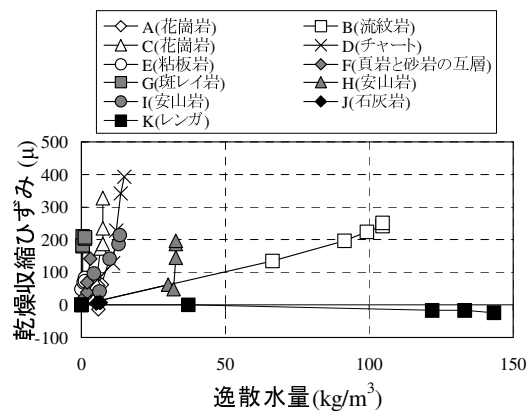 A(花崗岩) B(流紋岩)
C(花崗岩) D(チャート)
E(粘板岩) F(頁岩と砂岩の互層)
G(斑レイ岩) H(安山岩)
I(安山岩) J(石灰岩)
K(レンガ)
乾燥収縮ひずみ (μ)
500
400
300
200
100
0
-100
0 50 100 150
逸散水量(kg/m³)